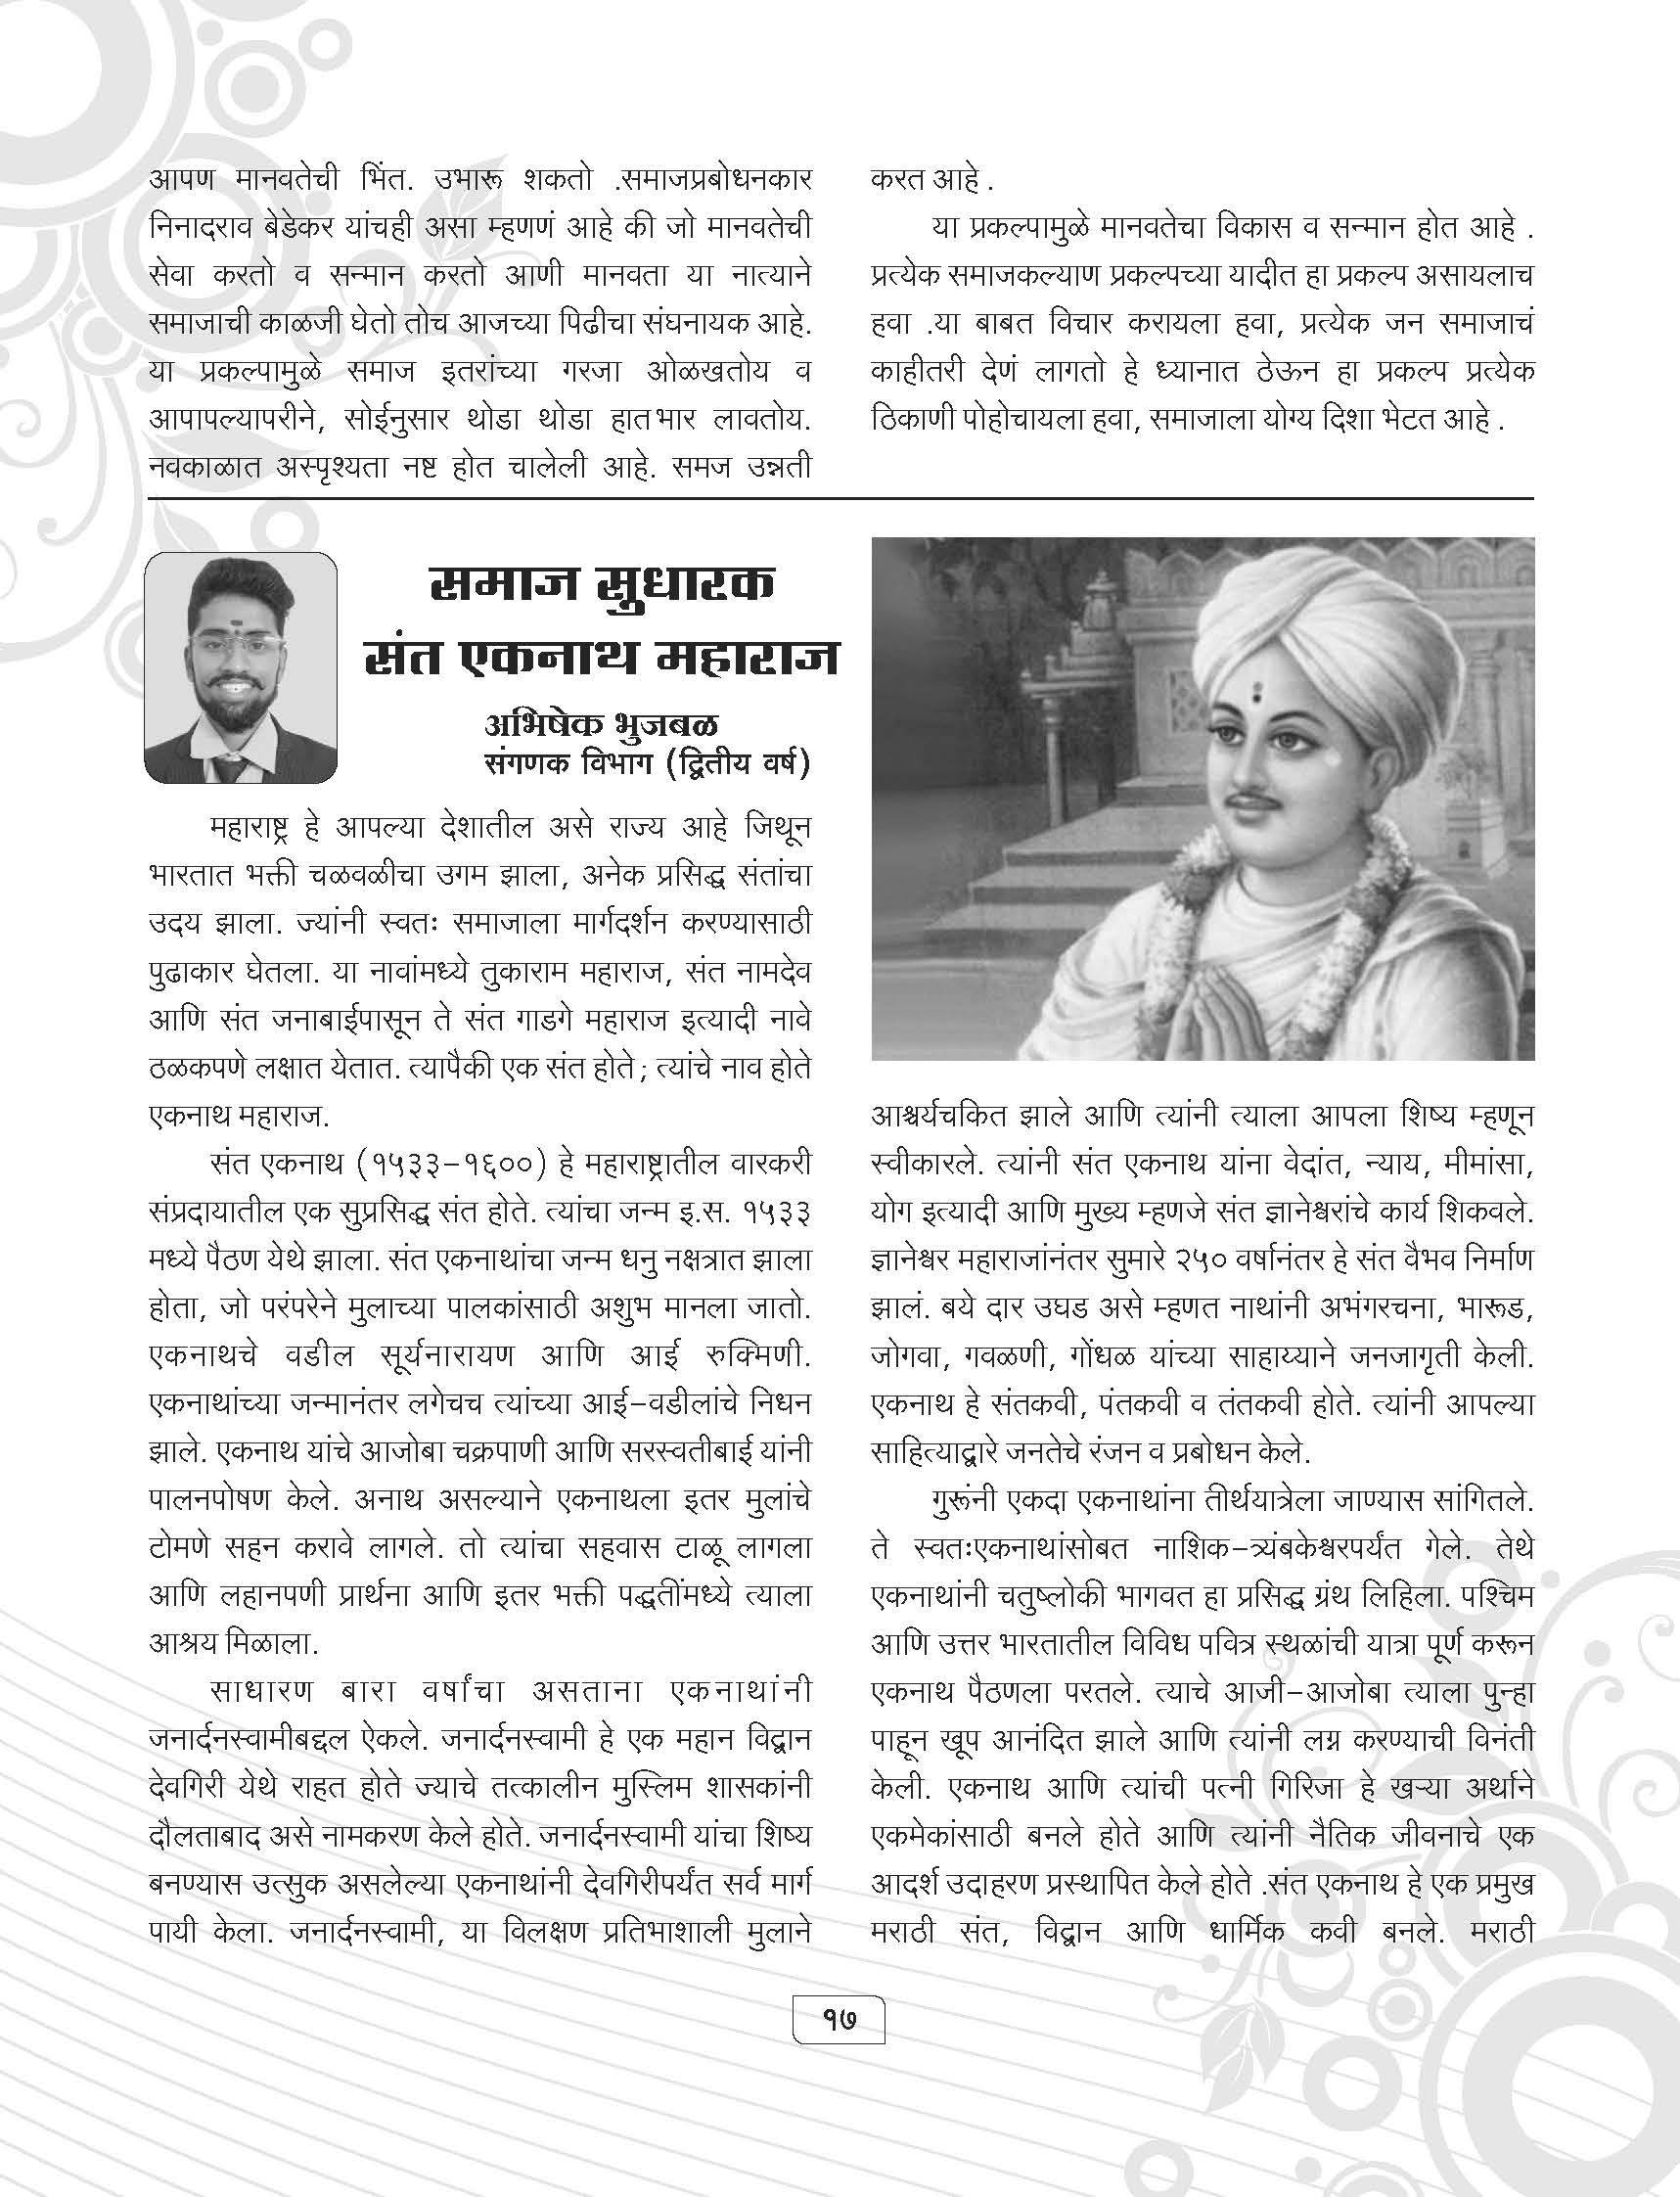 आपण मानवतेची भिंत. उभारू शकतो .समाजप्रबोधनकार
निनादराव बेडेकर यांचही असा म्हणणं आहे की जो मानवतेची
सेवा करतो व सन्मान करतो आणी मानवता या नात्याने
समाजाची काळजी घेतो तोच आजच्या पिढीचा संघनायक आहे.
या प्रकल्पामुळे समाज इतरांच्या गरजा ओळखतोय व
आपापल्यापरीने, सोईनुसार थोडा थोडा हातभार लावतोय.
नवकाळात अस्पृश्यता नष्ट होत चालेली आहे. समज उन्नती
करत आहे .
या प्रकल्पामुळे मानवतेचा विकास व सन्मान होत आहे .
प्रत्येक समाजकल्याण प्रकल्पच्या यादीत हा प्रकल्प असायलाच
हवा .या बाबत विचार करायला हवा, प्रत्येक जन समाजाचं
काहीतरी देणं लागतो हे ध्यानात ठेऊन हा प्रकल्प प्रत्येक
ठिकाणी पोहोचायला हवा, समाजाला योग्य दिशा भेटत आहे .
समाज सुधारक
संत एकनाथ महाराज
अभिषेक भुजबळ
संगणक विभाग (द्वितीय वर्ष)
महाराष्ट्र हे आपल्या देशातील असे राज्य आहे जिथून
भारतात भक्ती चळवळीचा उगम झाला, अनेक प्रसिद्ध संतांचा
उदय झाला. ज्यांनी स्वतः समाजाला मार्गदर्शन करण्यासाठी
पुढाकार घेतला. या नावांमध्ये तुकाराम महाराज, संत नामदेव
आणि संत जनाबाईपासून ते संत गाडगे महाराज इत्यादी नावे
ठळकपणे लक्षात येतात. त्यापैकी एक संत होते; त्यांचे नाव होते
एकनाथ महाराज.
संत एकनाथ (१५३३-१६००) हे महाराष्ट्रातील वारकरी
संप्रदायातील एक सुप्रसिद्ध संत होते. त्यांचा जन्म इ.स. १५३३
मध्ये पैठण येथे झाला. संत एकनाथांचा जन्म धनु नक्षत्रात झाला
होता, जो परंपरेने मुलाच्या पालकांसाठी अशुभ मानला जातो.
एकनाथचे वडील सूर्यनारायण आणि आई रुक्मिणी.
एकनाथांच्या जन्मानंतर लगेचच त्यांच्या आई-वडीलांचे निधन
झाले. एकनाथ यांचे आजोबा चक्रपाणी आणि सरस्वतीबाई यांनी
पालनपोषण केले. अनाथ असल्याने एकनाथला इतर मुलांचे
टोमणे सहन करावे लागले. तो त्यांचा सहवास टाळू लागला
आणि लहानपणी प्रार्थना आणि इतर भक्ती पद्धतींमध्ये त्याला
आश्रय मिळाला.
साधारण बारा वर्षांचा असताना एकनाथांनी
जनार्दनस्वामीबद्दल ऐकले. जनार्दनस्वामी हे एक महान विद्वान
देवगिरी येथे राहत होते ज्याचे तत्कालीन मुस्लिम शासकांनी
दौलताबाद असे नामकरण केले होते. जनार्दनस्वामी यांचा शिष्य
बनण्यास उत्सुक असलेल्या एकनाथांनी देवगिरीपर्यंत सर्व मार्ग
पायी केला. जनार्दनस्वामी, या विलक्षण प्रतिभाशाली मुलाने
आश्चर्यचकित झाले आणि त्यांनी त्याला आपला शिष्य म्हणून
स्वीकारले. त्यांनी संत एकनाथ यांना वेदांत, न्याय, मीमांसा,
योग इत्यादी आणि मुख्य म्हणजे संत ज्ञानेश्वरांचे कार्य शिकवले.
ज्ञानेश्वर महाराजांनंतर सुमारे २५० वर्षानंतर हे संत वैभव निर्माण
झालं. बये दार उघड असे म्हणत नाथांनी अभंगरचना, भारूड,
जोगवा, गवळणी, गोंधळ यांच्या साहाय्याने जनजागृती केली.
एकनाथ हे संतकवी, पंतकवी व तंतकवी होते. त्यांनी आपल्या
साहित्याद्वारे जनतेचे रंजन व प्रबोधन केले.
गुरूंनी एकदा एकनाथांना तीर्थयात्रेला जाण्यास सांगितले.
ते स्वतःएकनाथांसोबत नाशिक-त्र्यंबकेश्वरपर्यंत गेले. तेथे
एकनाथांनी चतुष्लोकी भागवत हा प्रसिद्ध ग्रंथ लिहिला. पश्चिम
आणि उत्तर भारतातील विविध पवित्र स्थळांची यात्रा पूर्ण करून
एकनाथ पैठणला परतले. त्याचे आजी-आजोबा त्याला पुन्हा
पाहून खूप आनंदित झाले आणि त्यांनी लग्न करण्याची विनंती
केली. एकनाथ आणि त्यांची पत्नी गिरिजा हे खऱ्या अर्थाने
एकमेकांसाठी बनले होते आणि त्यांनी नैतिक जीवनाचे एक
आदर्श उदाहरण प्रस्थापित केले होते .संत एकनाथ हे एक प्रमुख
मराठी संत, विद्वान आणि धार्मिक कवी बनले. मराठी
१७